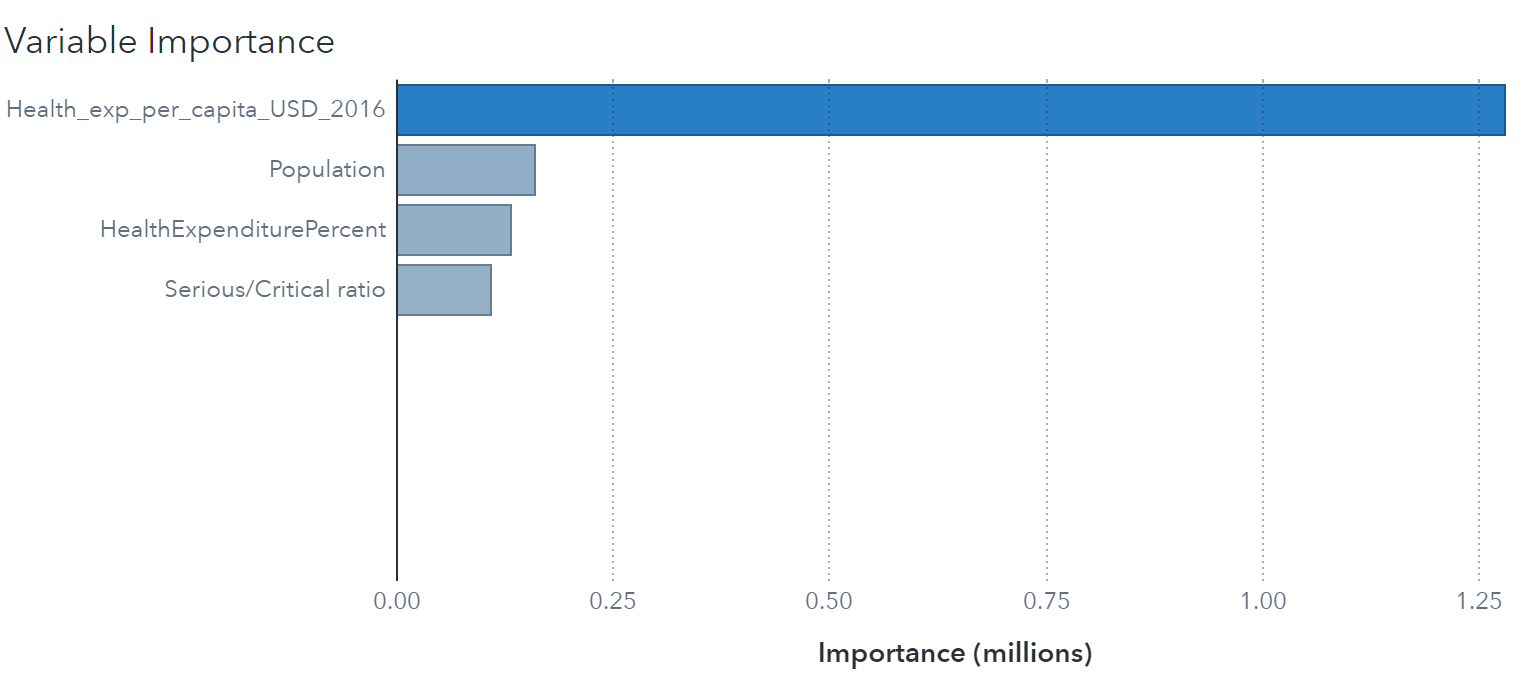 Variable Importance
Health_exp_per_capita_USD_2016
Population
HealthExpenditurePercent
Serious/Critical ratio
0.00 0.25 0.50 0.75 1.00 1.25
Importance (millions)